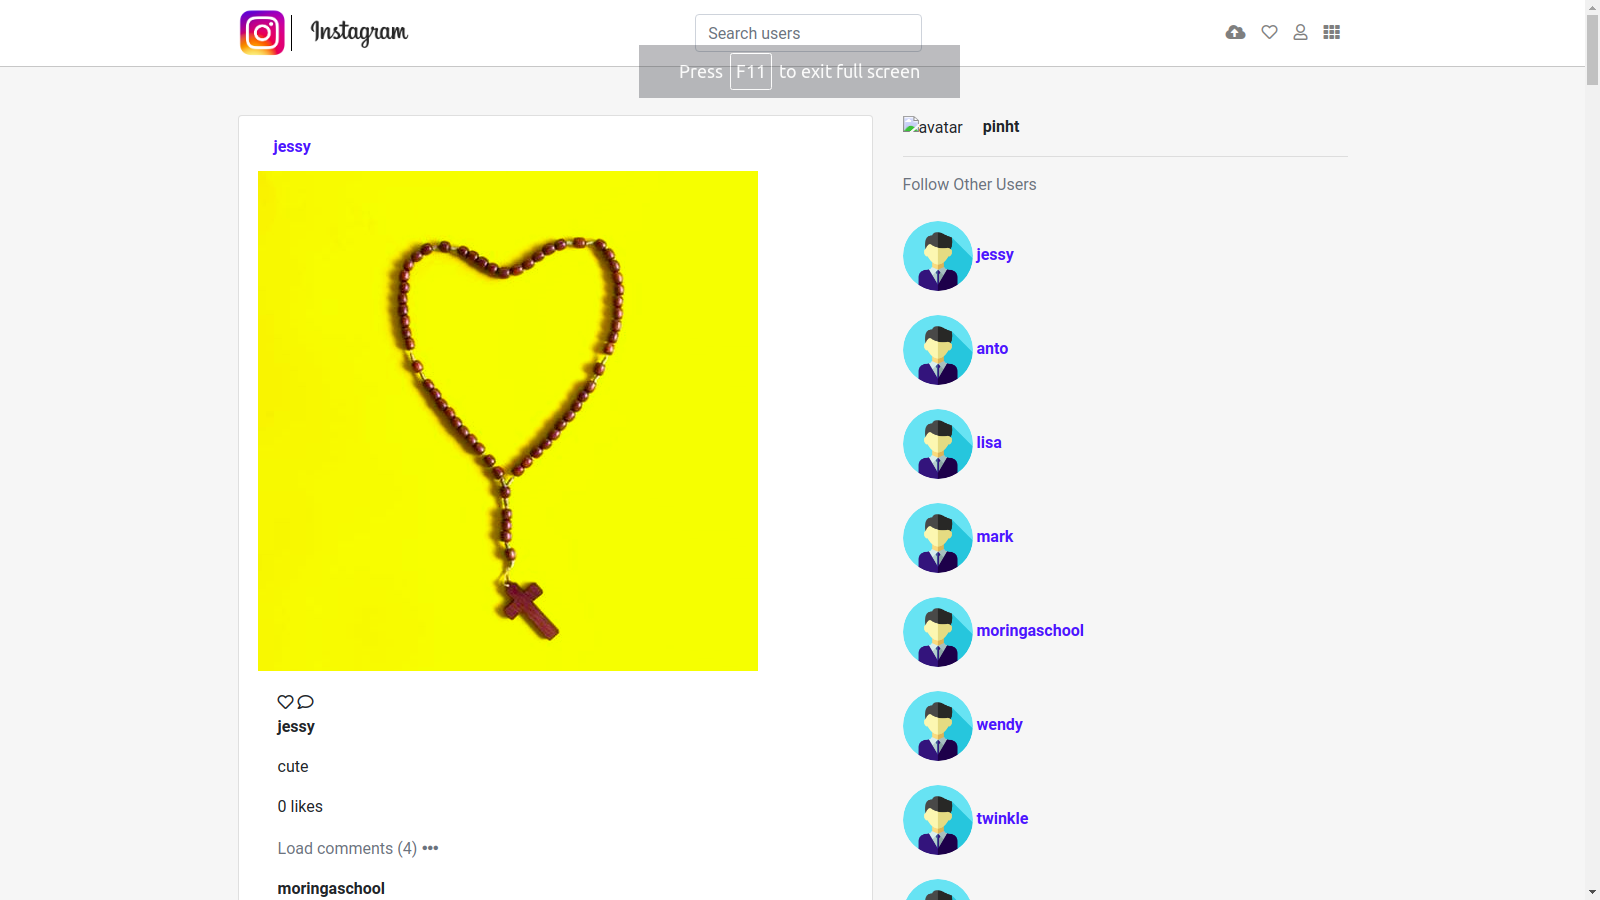 Instagram
Search users
Press F11 to exit full screen
jessy
avatar pinht
Follow Other Users
jessy
anto
lisa
mark
moringaschool
wendy
twinkle
jessy
cute
0 likes
Load comments (4) •••
moringaschool